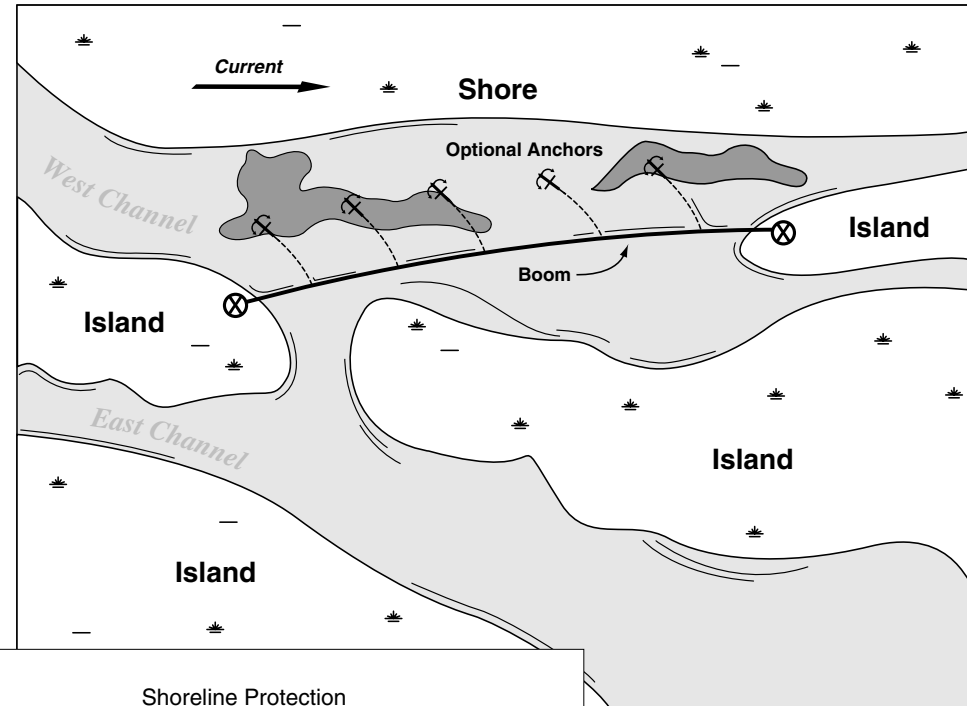 Current
Shore
Optional Anchors
West Channel
Island
Boom
Island
East Channel
Island
Island
Shoreline Protection